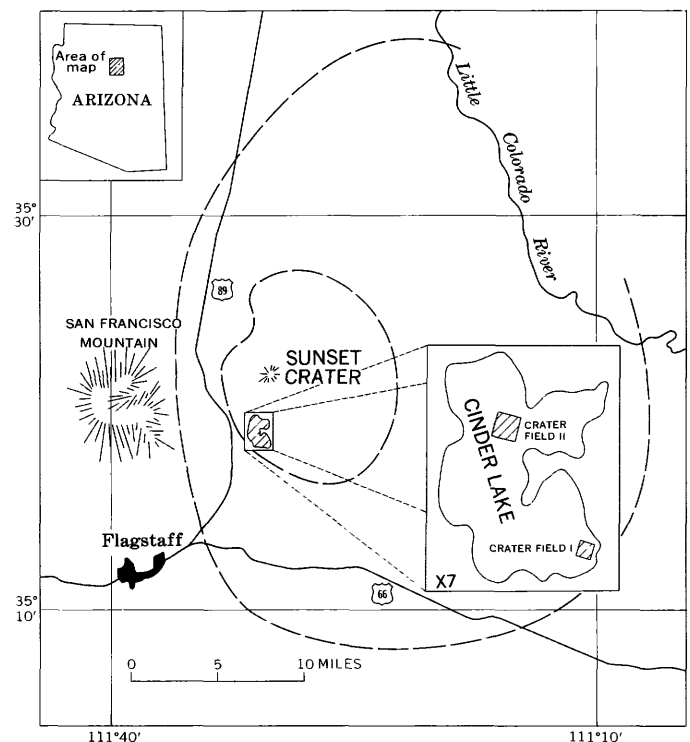 Area of
map
ARIZONA
Little
Colorado
River
35°
30'
89
SAN FRANCISCO
MOUNTAIN
SUNSET
CRATER
CINDER LAKE
CRATER
FIELD II
CRATER FIELD I
X7
Flagstaff
66
35°
10'
0 5 10 MILES
111°40' 111°10'